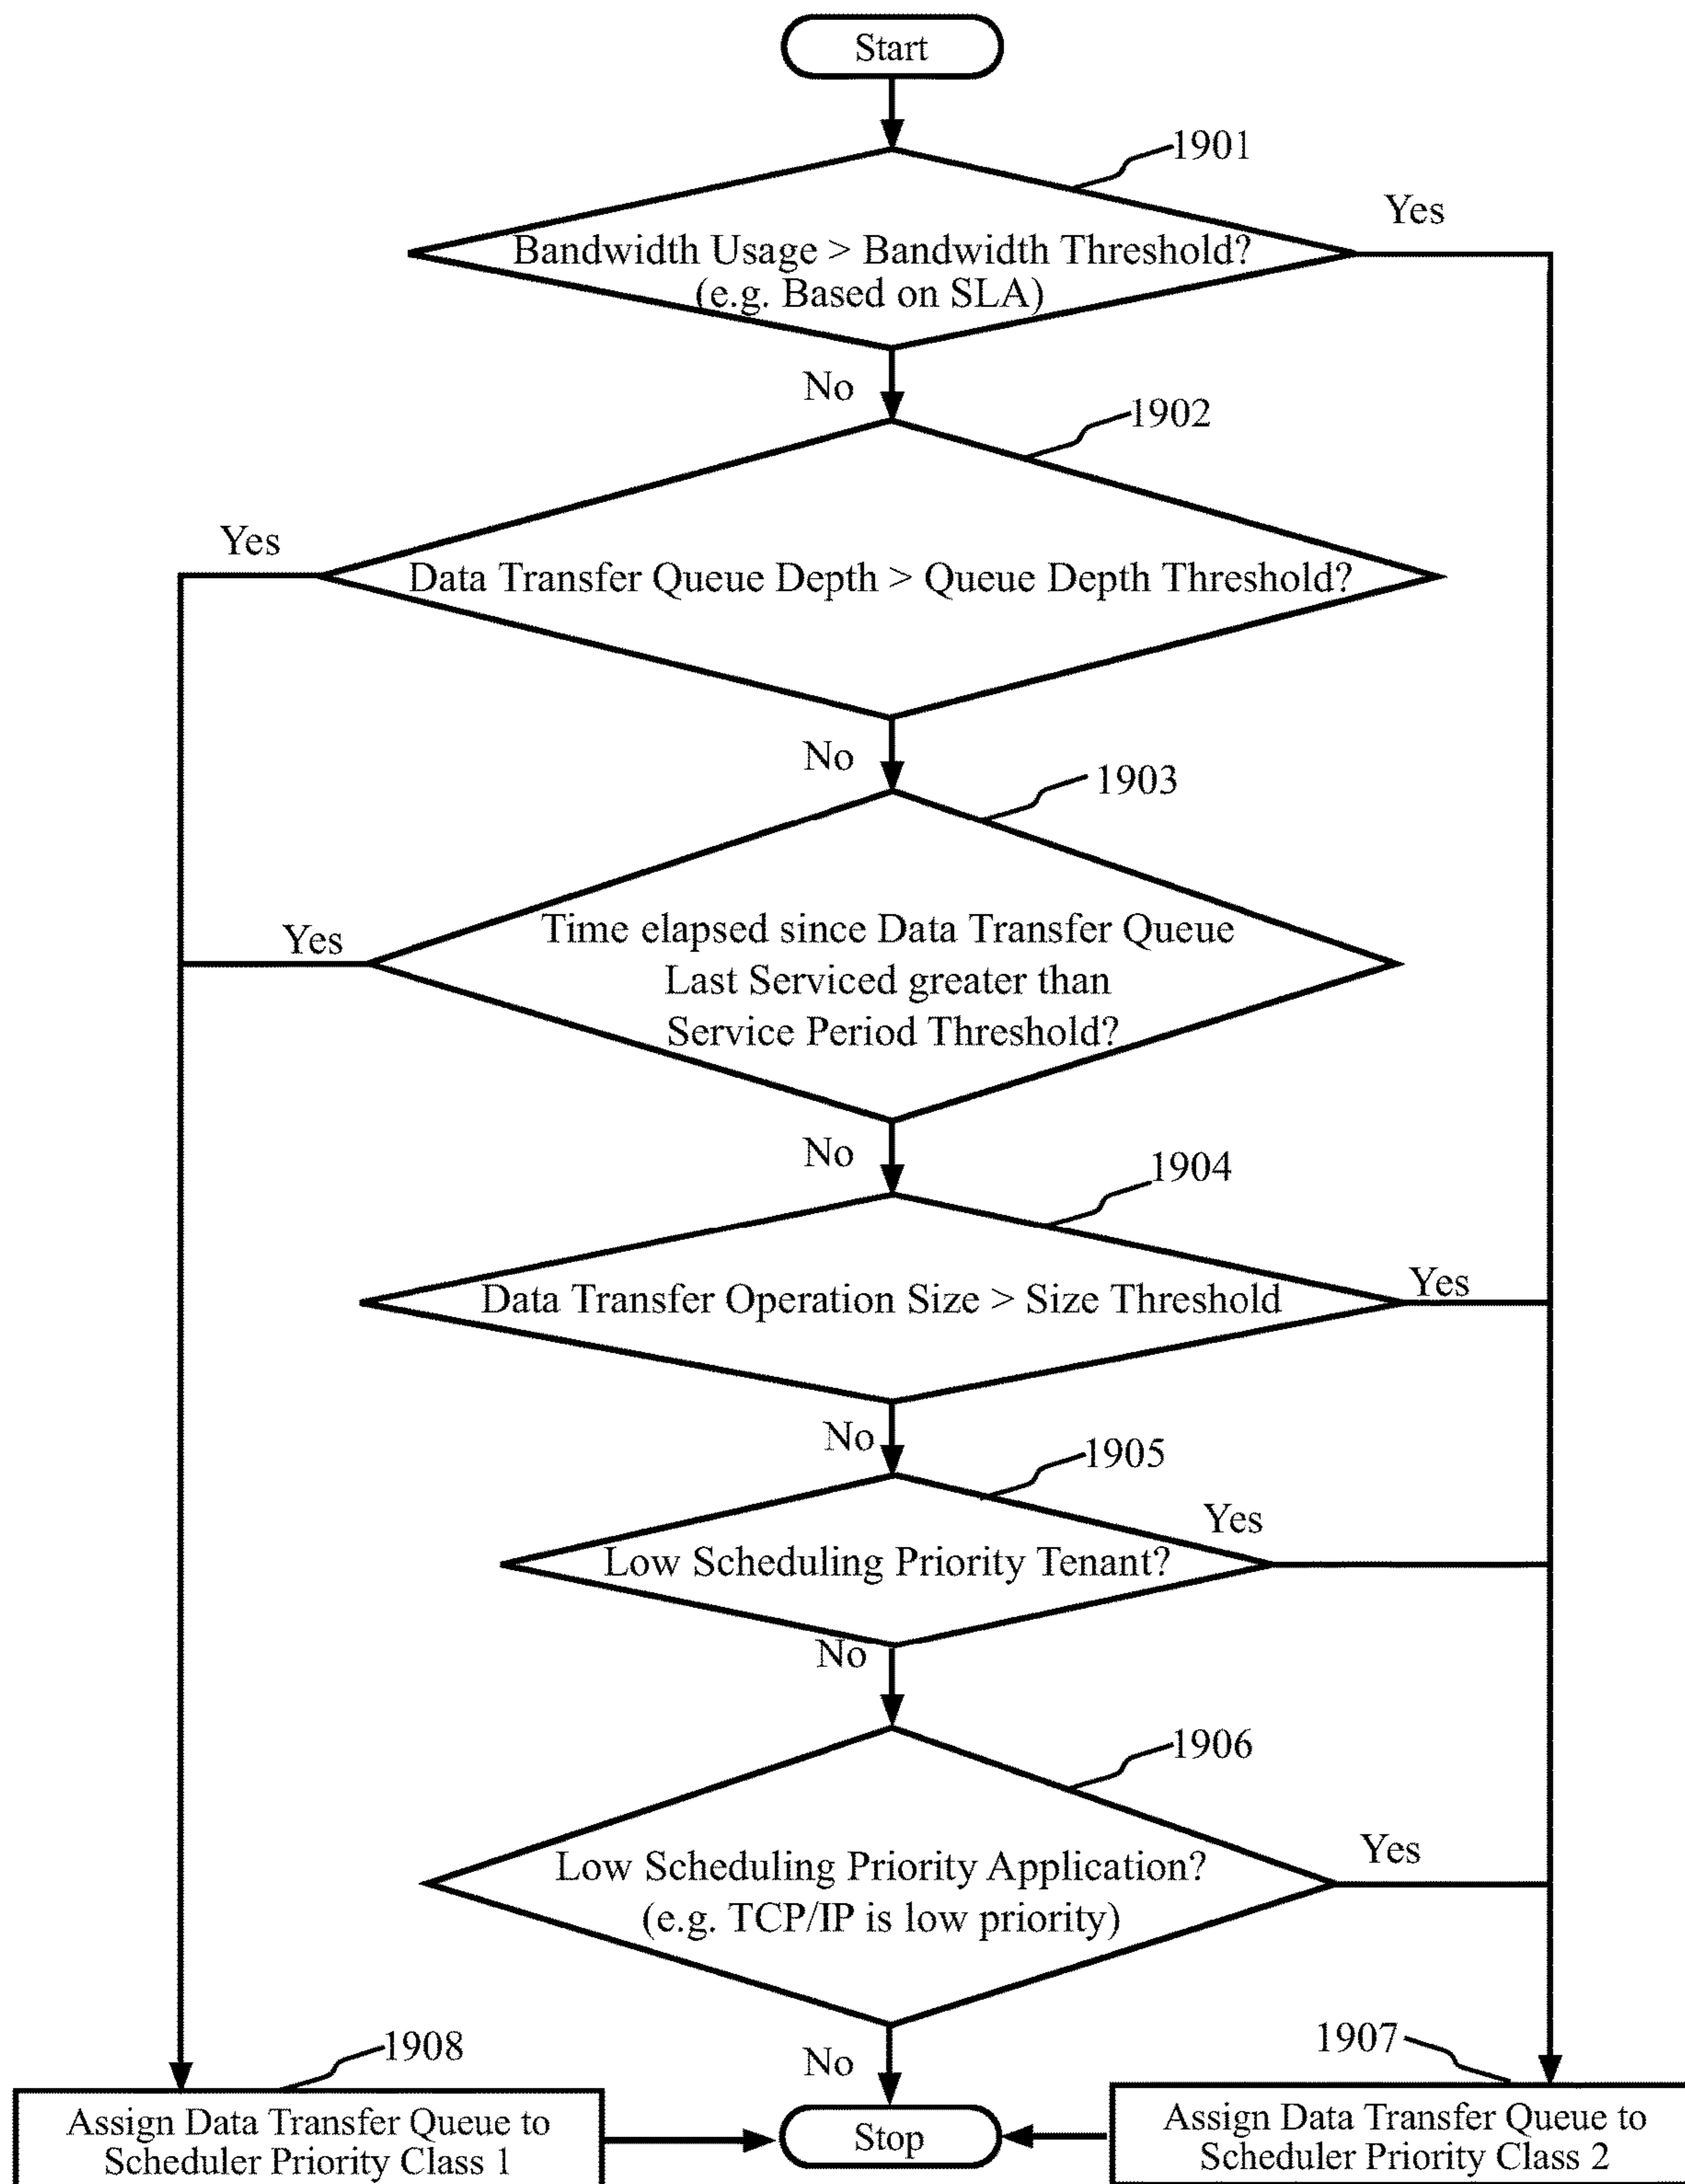 Start
1901
Yes
Bandwidth Usage > Bandwidth Threshold?
(e.g. Based on SLA)
No
1902
Yes
Data Transfer Queue Depth > Queue Depth Threshold?
No
1903
Yes
Time elapsed since Data Transfer Queue
Last Serviced greater than
Service Period Threshold?
No
1904
Yes
Data Transfer Operation Size > Size Threshold
No
1905
Yes
Low Scheduling Priority Tenant?
No
1906
Yes
Low Scheduling Priority Application?
(e.g. TCP/IP is low priority)
No
1908
1907
Assign Data Transfer Queue to
Scheduler Priority Class 1
Stop
Assign Data Transfer Queue to
Scheduler Priority Class 2